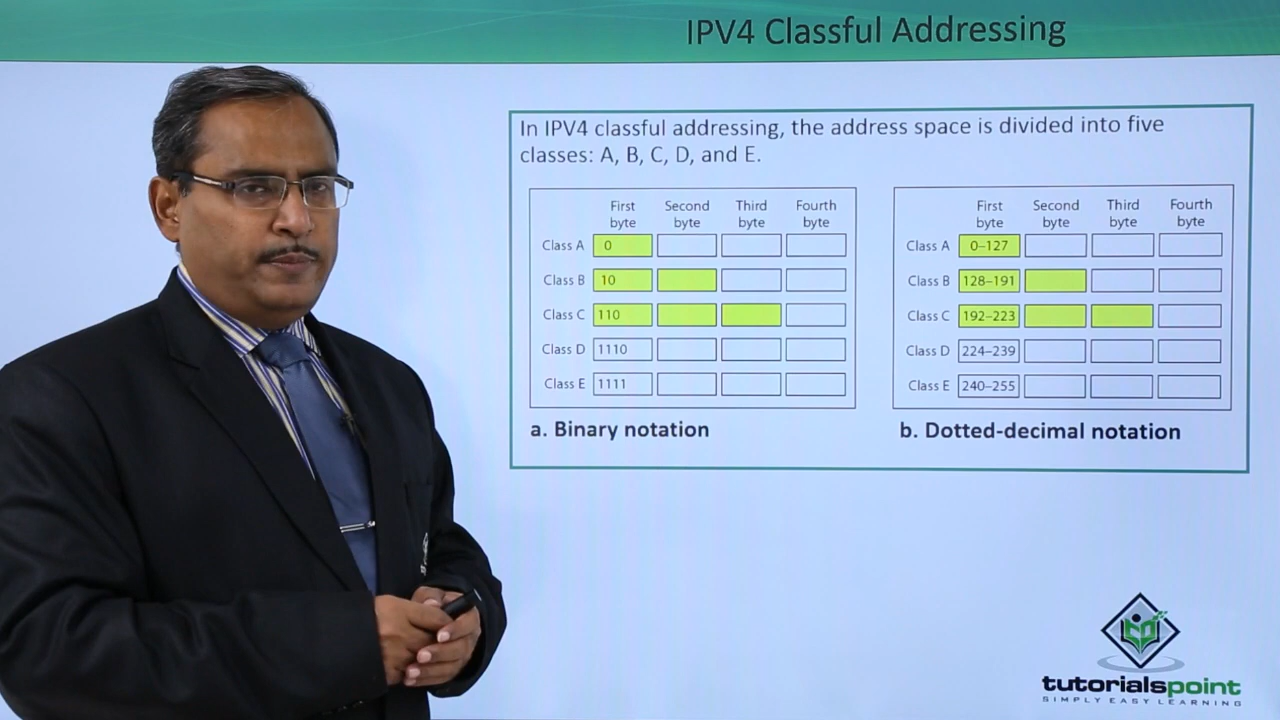 IPV4 Classful Addressing
In IPV4 classful addressing, the address space is divided into five
classes: A, B, C, D, and E.
First byte Second byte Third byte Fourth byte
Class A 0
Class B 10
Class C 110
Class D 1110
Class E 1111
a. Binary notation
First byte Second byte Third byte Fourth byte
Class A 0–127
Class B 128–191
Class C 192–223
Class D 224–239
Class E 240–255
b. Dotted-decimal notation
tutorialspoint
SIMPLY EASY LEARNING